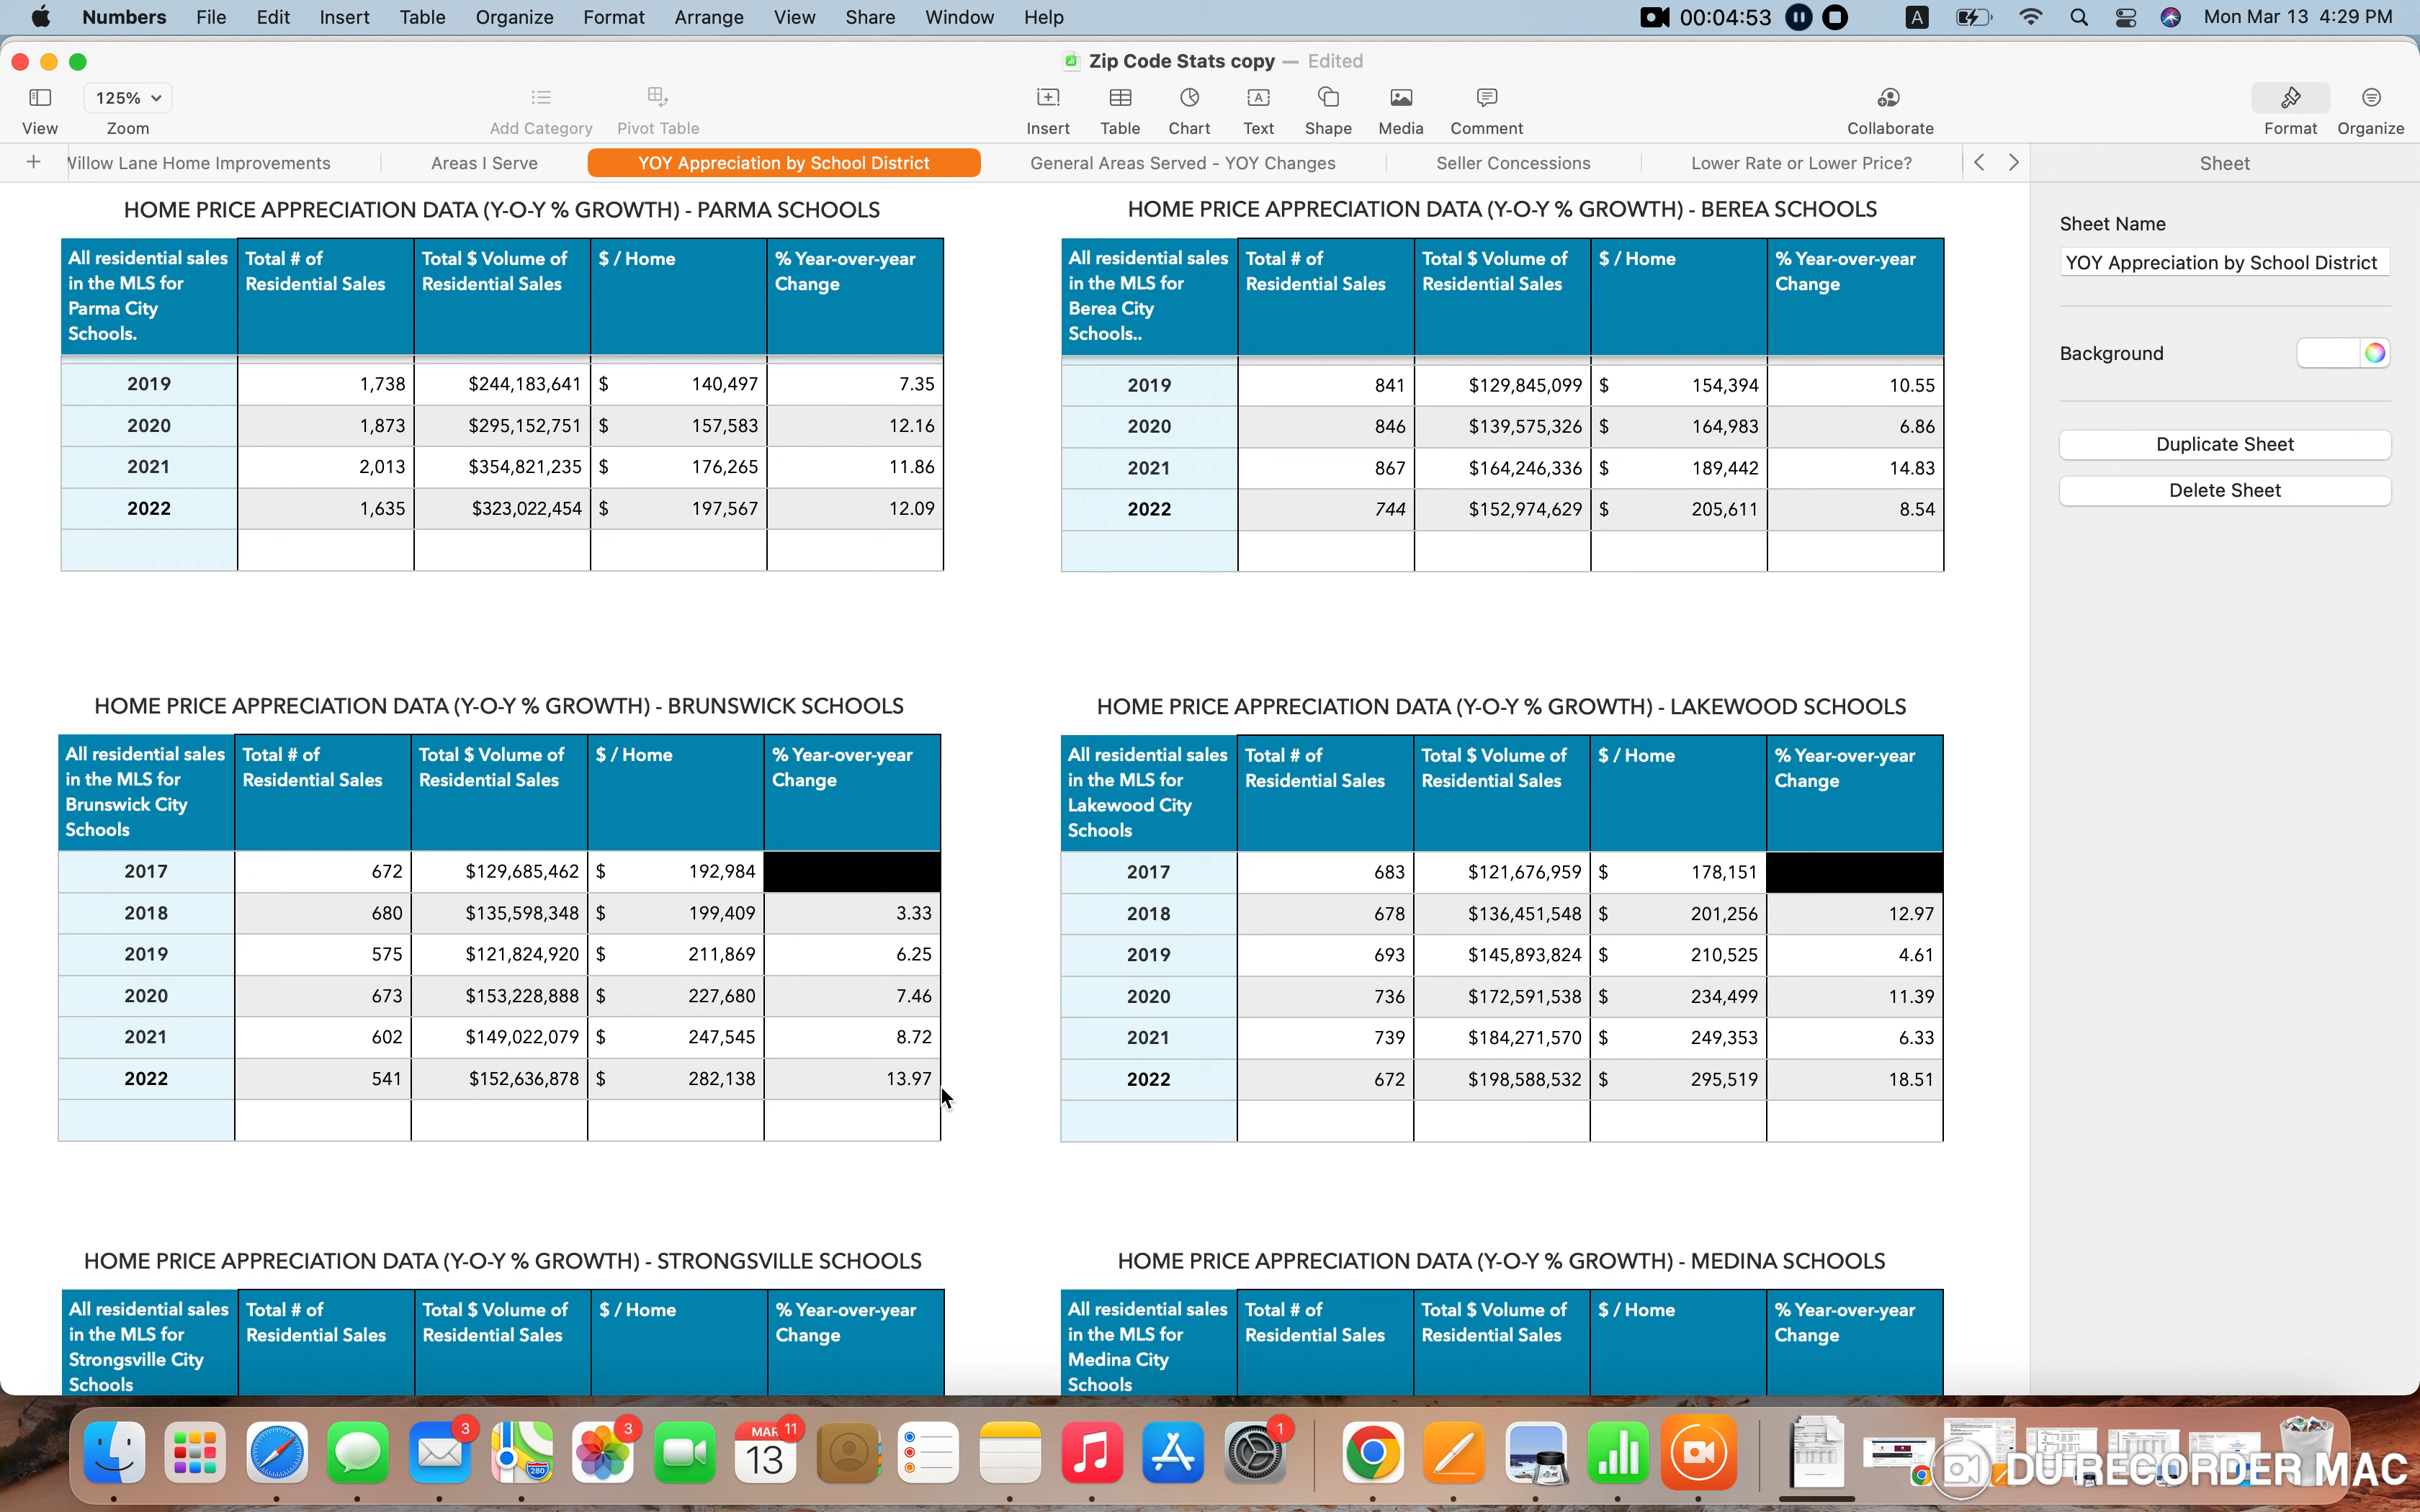 Numbers File Edit Insert Table Organize Format Arrange View Share Window Help 00:04:53 A Mon Mar 13 4:29 PM
Zip Code Stats copy — Edited
125%
View Zoom Add Category Pivot Table Insert Table Chart Text Shape Media Comment Collaborate Format Organize
Willow Lane Home Improvements Areas I Serve YOY Appreciation by School District General Areas Served - YOY Changes Seller Concessions Lower Rate or Lower Price? Sheet
HOME PRICE APPRECIATION DATA (Y-O-Y % GROWTH) - PARMA SCHOOLS
All residential sales in the MLS for Parma City Schools. Total # of Residential Sales Total $ Volume of Residential Sales $ / Home % Year-over-year Change
2019 1,738 $244,183,641 $ 140,497 7.35
2020 1,873 $295,152,751 $ 157,583 12.16
2021 2,013 $354,821,235 $ 176,265 11.86
2022 1,635 $323,022,454 $ 197,567 12.09
HOME PRICE APPRECIATION DATA (Y-O-Y % GROWTH) - BEREA SCHOOLS
All residential sales in the MLS for Berea City Schools.. Total # of Residential Sales Total $ Volume of Residential Sales $ / Home % Year-over-year Change
2019 841 $129,845,099 $ 154,394 10.55
2020 846 $139,575,326 $ 164,983 6.86
2021 867 $164,246,336 $ 189,442 14.83
2022 744 $152,974,629 $ 205,611 8.54
HOME PRICE APPRECIATION DATA (Y-O-Y % GROWTH) - BRUNSWICK SCHOOLS
All residential sales in the MLS for Brunswick City Schools Total # of Residential Sales Total $ Volume of Residential Sales $ / Home % Year-over-year Change
2017 672 $129,685,462 $ 192,984
2018 680 $135,598,348 $ 199,409 3.33
2019 575 $121,824,920 $ 211,869 6.25
2020 673 $153,228,888 $ 227,680 7.46
2021 602 $149,022,079 $ 247,545 8.72
2022 541 $152,636,878 $ 282,138 13.97
HOME PRICE APPRECIATION DATA (Y-O-Y % GROWTH) - LAKEWOOD SCHOOLS
All residential sales in the MLS for Lakewood City Schools Total # of Residential Sales Total $ Volume of Residential Sales $ / Home % Year-over-year Change
2017 683 $121,676,959 $ 178,151
2018 678 $136,451,548 $ 201,256 12.97
2019 693 $145,893,824 $ 210,525 4.61
2020 736 $172,591,538 $ 234,499 11.39
2021 739 $184,271,570 $ 249,353 6.33
2022 672 $198,588,532 $ 295,519 18.51
HOME PRICE APPRECIATION DATA (Y-O-Y % GROWTH) - STRONGSVILLE SCHOOLS
All residential sales in the MLS for Strongsville City Schools Total # of Residential Sales Total $ Volume of Residential Sales $ / Home % Year-over-year Change
HOME PRICE APPRECIATION DATA (Y-O-Y % GROWTH) - MEDINA SCHOOLS
All residential sales in the MLS for Medina City Schools Total # of Residential Sales Total $ Volume of Residential Sales $ / Home % Year-over-year Change
Sheet Name
YOY Appreciation by School District
Background
Duplicate Sheet
Delete Sheet
3 280 3 MAR 11 13 1
DU RECORDER MAC